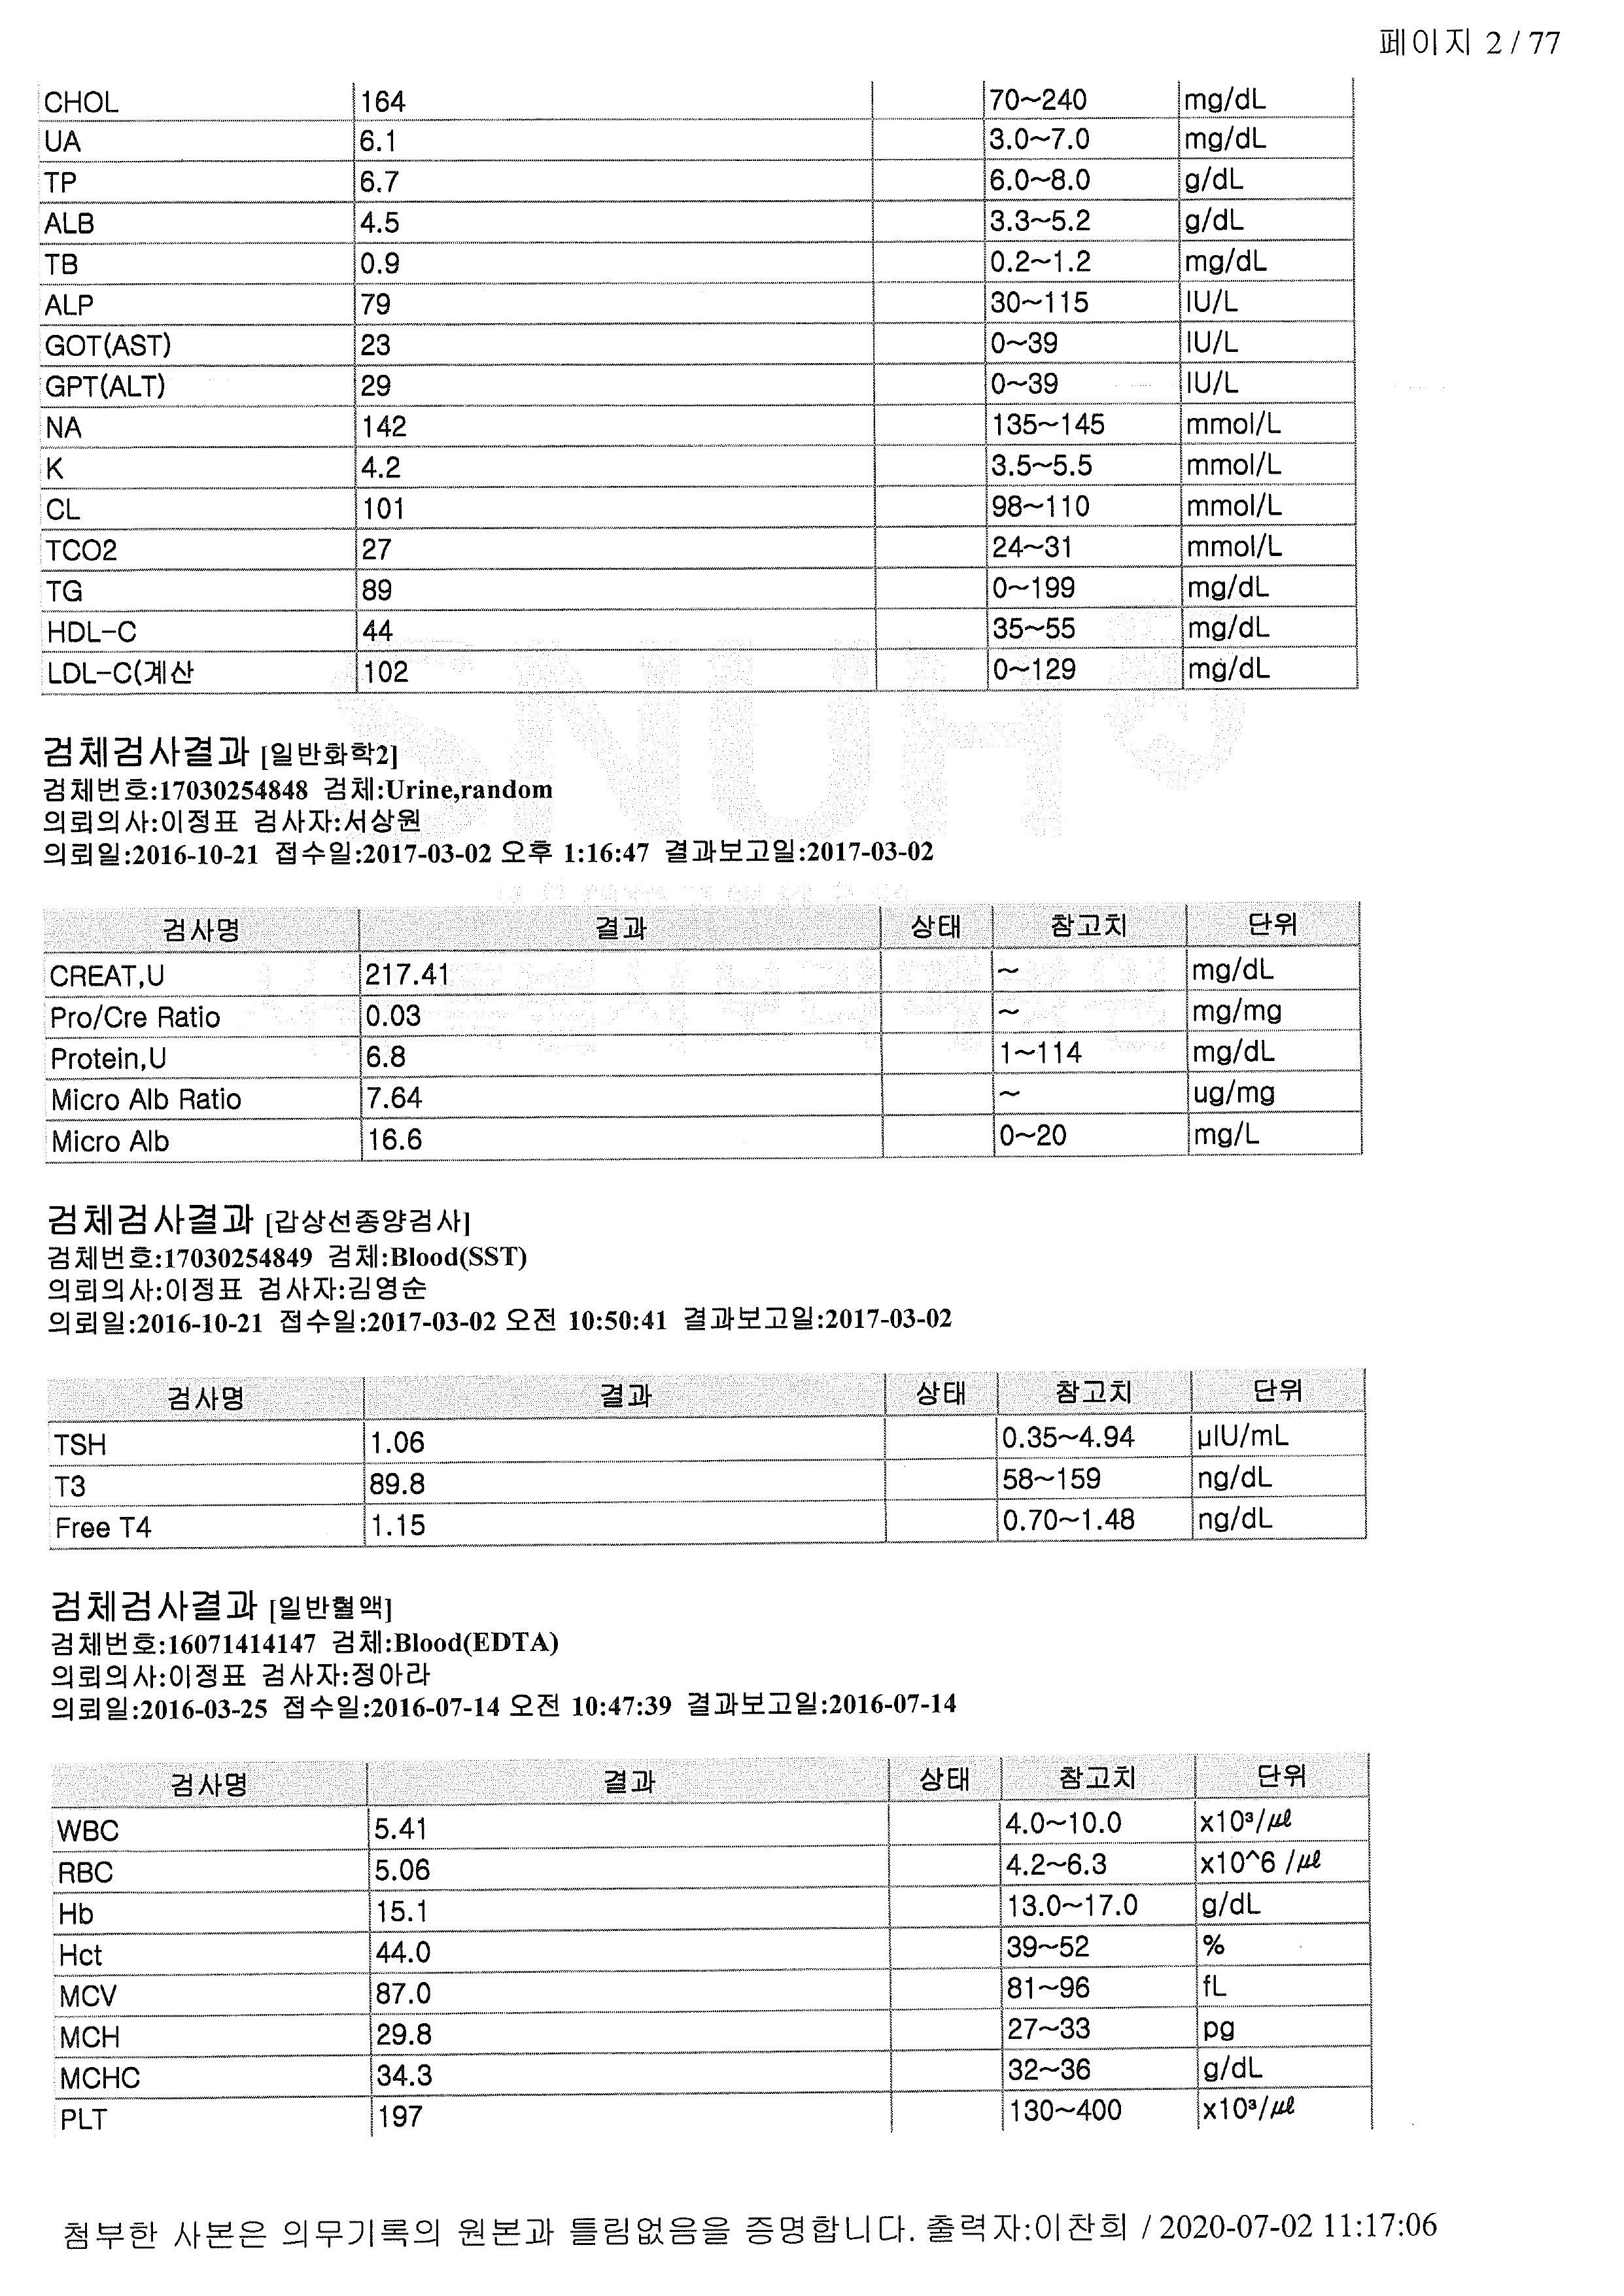 페이지 2 / 77
CHOL 164 70~240 mg/dL
UA 6.1 3.0~7.0 mg/dL
TP 6.7 6.0~8.0 g/dL
ALB 4.5 3.3~5.2 g/dL
TB 0.9 0.2~1.2 mg/dL
ALP 79 30~115 IU/L
GOT(AST) 23 0~39 IU/L
GPT(ALT) 29 0~39 IU/L
NA 142 135~145 mmol/L
K 4.2 3.5~5.5 mmol/L
CL 101 98~110 mmol/L
TCO2 27 24~31 mmol/L
TG 89 0~199 mg/dL
HDL-C 44 35~55 mg/dL
LDL-C(계산 102 0~129 mg/dL
SNUH
검체검사결과 [일반화학2]
검체번호:17030254848 검체:Urine,random
의뢰의사:이정표 검사자:서상원
의뢰일:2016-10-21 접수일:2017-03-02 오후 1:16:47 결과보고일:2017-03-02
검사명 결과 상태 참고치 단위
CREAT,U 217.41 ~ mg/dL
Pro/Cre Ratio 0.03 ~ mg/mg
Protein,U 6.8 1~114 mg/dL
Micro Alb Ratio 7.64 ~ ug/mg
Micro Alb 16.6 0~20 mg/L
검체검사결과 [갑상선종양검사]
검체번호:17030254849 검체:Blood(SST)
의뢰의사:이정표 검사자:김영순
의뢰일:2016-10-21 접수일:2017-03-02 오전 10:50:41 결과보고일:2017-03-02
검사명 결과 상태 참고치 단위
TSH 1.06 0.35~4.94 µIU/mL
T3 89.8 58~159 ng/dL
Free T4 1.15 0.70~1.48 ng/dL
검체검사결과 [일반혈액]
검체번호:16071414147 검체:Blood(EDTA)
의뢰의사:이정표 검사자:정아라
의뢰일:2016-03-25 접수일:2016-07-14 오전 10:47:39 결과보고일:2016-07-14
검사명 결과 상태 참고치 단위
WBC 5.41 4.0~10.0 x10³/㎕
RBC 5.06 4.2~6.3 x10^6 /㎕
Hb 15.1 13.0~17.0 g/dL
Hct 44.0 39~52 %
MCV 87.0 81~96 fL
MCH 29.8 27~33 pg
MCHC 34.3 32~36 g/dL
PLT 197 130~400 x10³/㎕
첨부한 사본은 의무기록의 원본과 틀림없음을 증명합니다. 출력자:이찬희 / 2020-07-02 11:17:06